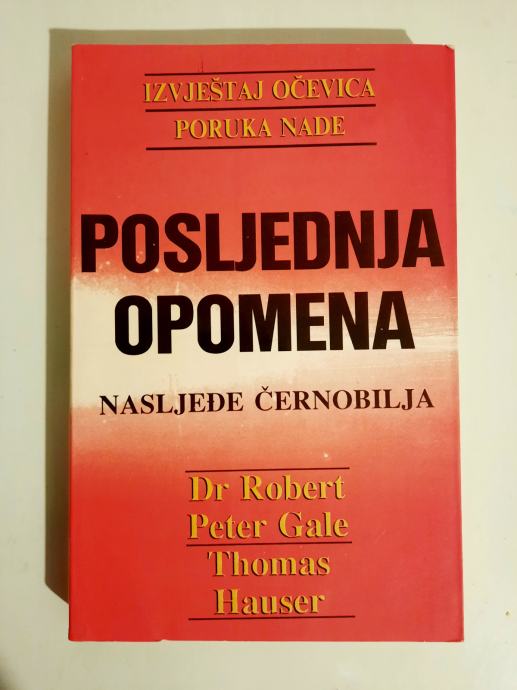 IZVJEŠTAJ OČEVICA
PORUKA NADE
POSLJEDNJA
OPOMENA
NASLJEĐE ČERNOBILJA
Dr Robert
Peter Gale
Thomas
Hauser